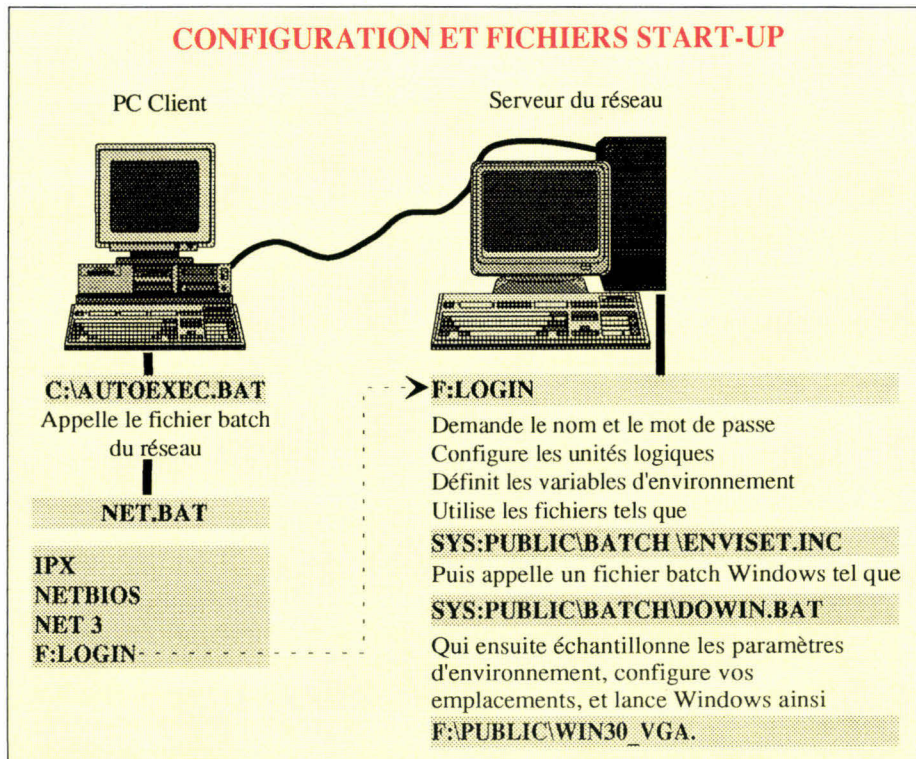 CONFIGURATION ET FICHIERS START-UP
PC Client
Serveur du réseau
C:\AUTOEXEC.BAT
Appelle le fichier batch
du réseau
NET.BAT
IPX
NETBIOS
NET 3
F:LOGIN
F:LOGIN
Demande le nom et le mot de passe
Configure les unités logiques
Définit les variables d'environnement
Utilise les fichiers tels que
SYS:PUBLIC\BATCH \ENVISET.INC
Puis appelle un fichier batch Windows tel que
SYS:PUBLIC\BATCH\DOWIN.BAT
Qui ensuite échantillonne les paramètres
d'environnement, configure vos
emplacements, et lance Windows ainsi
F:\PUBLIC\WIN30_VGA.